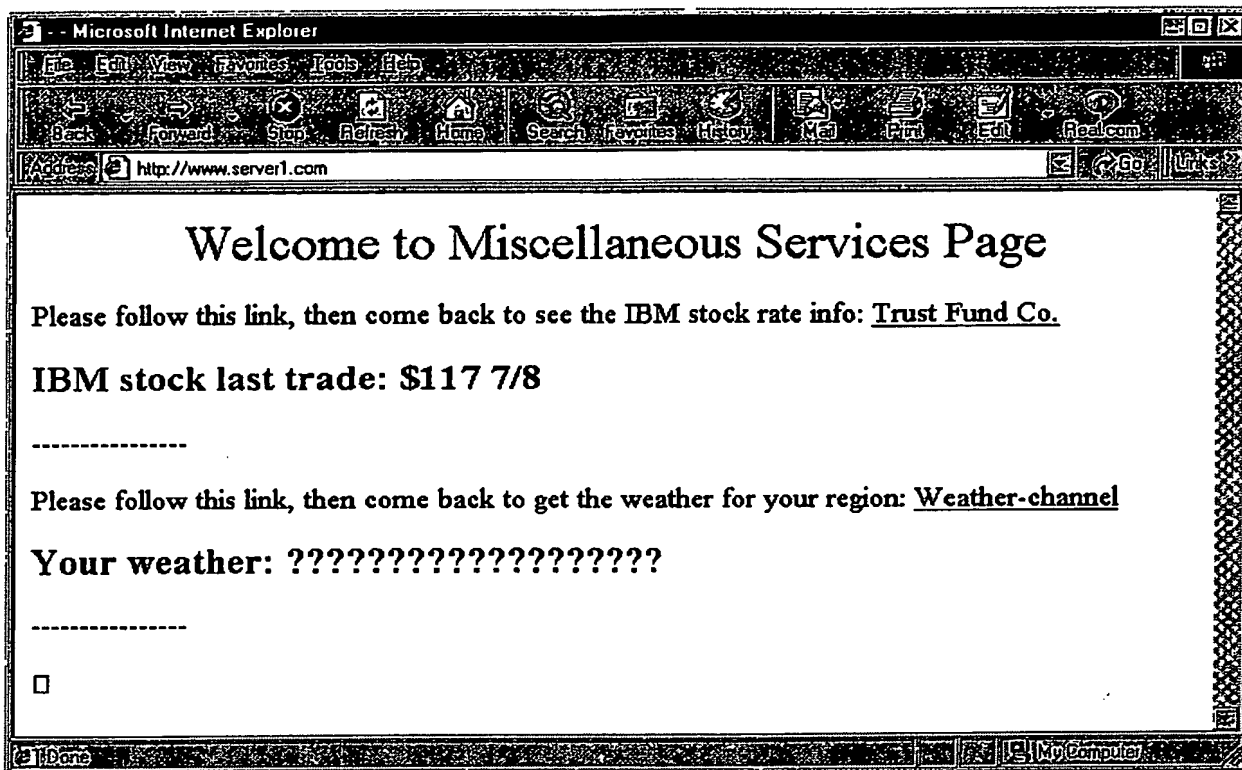 - - Microsoft Internet Explorer
File Edit View Favorites Tools Help
Back Forward Stop Refresh Home Search Favorites History Mail Print Edit Real.com
Address http://www.server1.com Go Links »
Welcome to Miscellaneous Services Page
Please follow this link, then come back to see the IBM stock rate info: Trust Fund Co.
IBM stock last trade: $117 7/8
----------------
Please follow this link, then come back to get the weather for your region: Weather-channel
Your weather: ???????????????????
----------------
Done My Computer